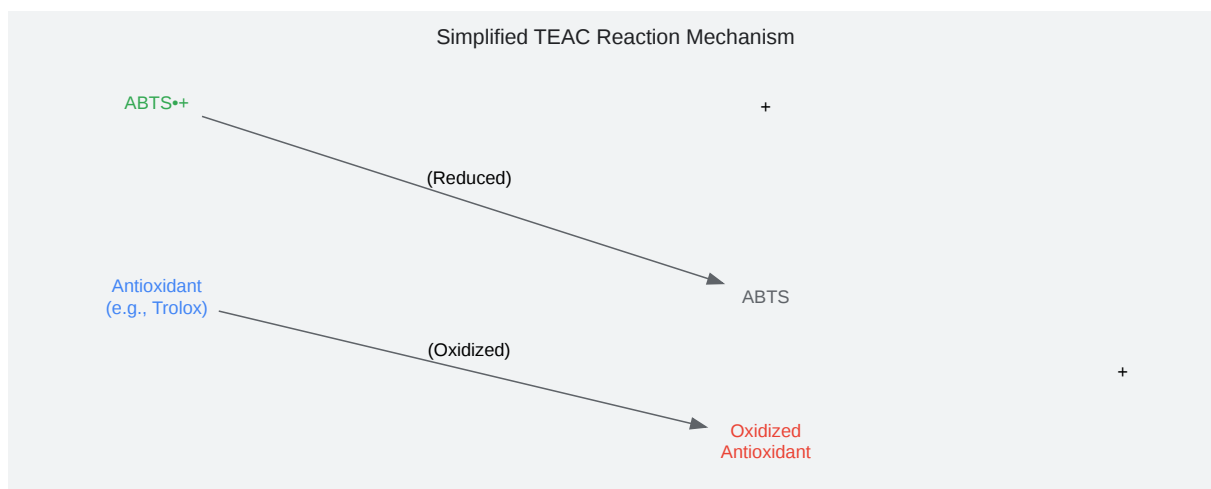 Simplified TEAC Reaction Mechanism
ABTS•+
+
(Reduced)
Antioxidant
(e.g., Trolox)
ABTS
(Oxidized)
+
Oxidized
Antioxidant